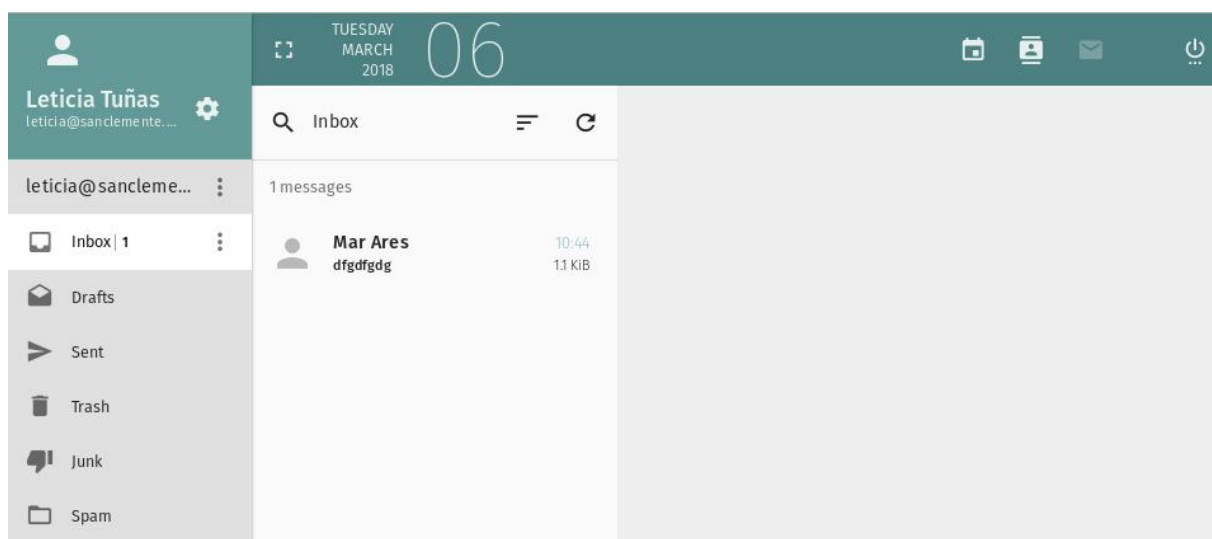 Leticia Tuñas
leticia@sanclemente....
TUESDAY
MARCH
2018
06
leticia@sancleme...
Inbox | 1
Drafts
Sent
Trash
Junk
Spam
Inbox
1 messages
Mar Ares
10:44
dfgdfgdg
1.1 KiB